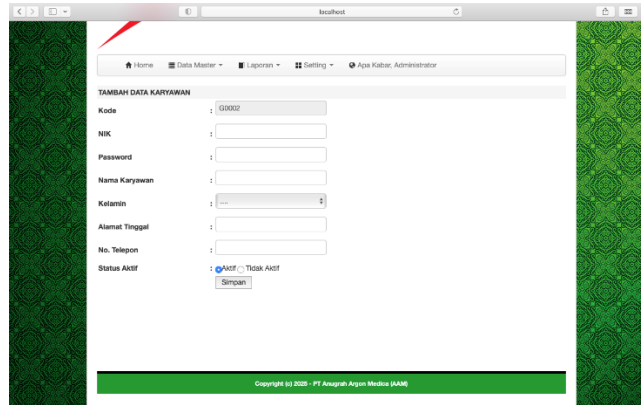 localhost
Home Data Master Laporan Setting Apa Kabar, Administrator
TAMBAH DATA KARYAWAN
Kode : G0002
NIK :
Password :
Nama Karyawan :
Kelamin : ....
Alamat Tinggal :
No. Telepon :
Status Aktif : Aktif Tidak Aktif
Simpan
Copyright (c) 2025 - PT Anugrah Argon Medica (AAM)